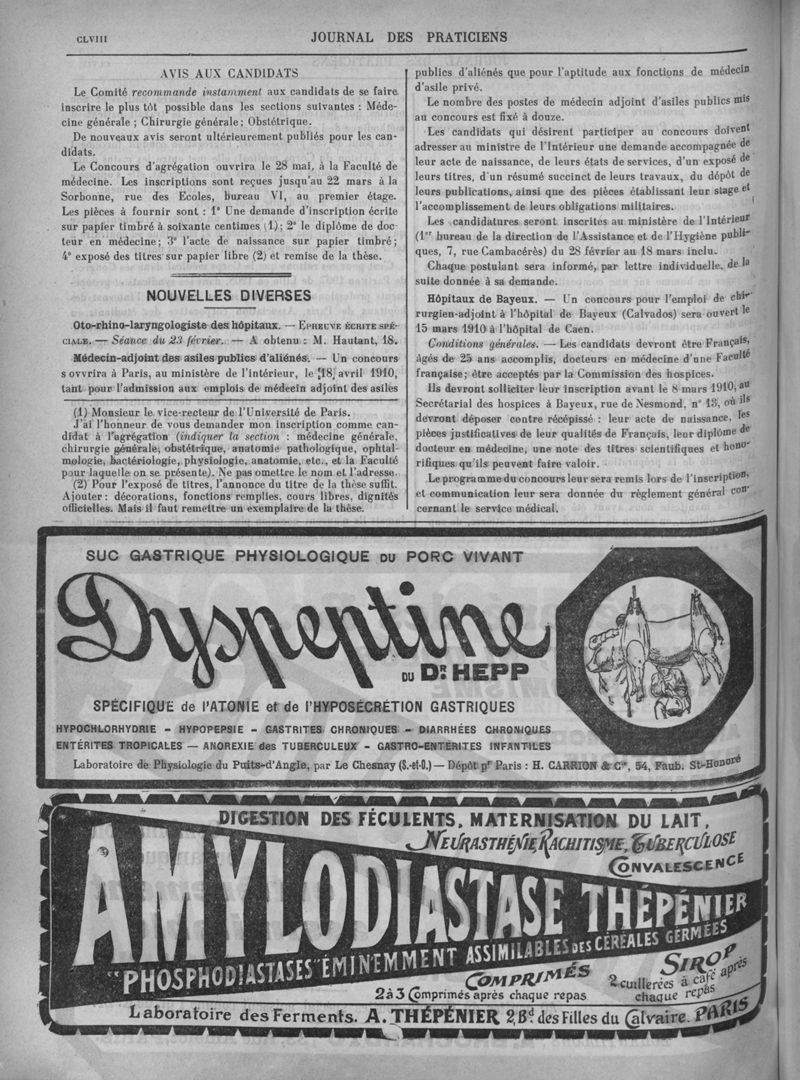 CLVIII
JOURNAL DES PRATICIENS
AVIS AUX CANDIDATS
Le Comité recommande instamment aux candidats de se faire
inscrire le plus tôt possible dans les sections suivantes : Méde-
cine générale ; Chirurgie générale ; Obstétrique.
De nouveaux avis seront ultérieurement publiés pour les can-
didats.
Le Concours d'agrégation ouvrira le 28 mai, à la Faculté de
médecine. Les inscriptions sont reçues jusqu'au 22 mars à la
Sorbonne, rue des Ecoles, bureau VI, au premier étage.
Les pièces à fournir sont : 1° Une demande d'inscription écrite
sur papier timbré à soixante centimes (1) ; 2° le diplôme de doc-
teur en médecine ; 3° l'acte de naissance sur papier timbré ;
4° exposé des titres sur papier libre (2) et remise de la thèse.
NOUVELLES DIVERSES
Oto-rhino-laryngologiste des hôpitaux. — EPREUVE ÉCRITE SPÉ-
CIALE. — Séance du 23 février. — A obtenu : M. Hautant, 18.
Médecin-adjoint des asiles publics d'aliénés. — Un concours
s'ovvrira à Paris, au ministère de l'intérieur, le 18 avril 1910,
tant pour l'admission aux emplois de médecin adjoint des asiles
(1) Monsieur le vice-recteur de l'Université de Paris.
J'ai l'honneur de vous demander mon inscription comme can-
didat à l'agrégation (indiquer la section : médecine générale,
chirurgie générale, obstétrique, anatomie pathologique, ophtal-
mologie, bactériologie, physiologie, anatomie, etc., et la Faculté
pour laquelle on se présente). Ne pas omettre le nom et l'adresse.
(2) Pour l'exposé de titres, l'annonce du titre de la thèse suffit.
Ajouter : décorations, fonctions remplies, cours libres, dignités
officielles. Mais il faut remettre un exemplaire de la thèse.
publics d'aliénés que pour l'aptitude aux fonctions de médecin
d'asile privé.
Le nombre des postes de médecin adjoint d'asiles publics mis
au concours est fixé à douze.
Les candidats qui désirent participer au concours doivent
adresser au ministre de l'Intérieur une demande accompagnée de
leur acte de naissance, de leurs états de services, d'un exposé de
leurs titres, d'un résumé succinct de leurs travaux, du dépôt de
leurs publications, ainsi que des pièces établissant leur stage et
l'accomplissement de leurs obligations militaires.
Les candidatures seront inscrites au ministère de l'Intérieur
(1er bureau de la direction de l'Assistance et de l'Hygiène publi-
ques, 7, rue Cambacérès) du 28 février au 18 mars inclu.
Chaque postulant sera informé, par lettre individuelle, de la
suite donnée à sa demande.
Hôpitaux de Bayeux. — Un concours pour l'emploi de chi-
rurgien-adjoint à l'hôpital de Bayeux (Calvados) sera ouvert le
15 mars 1910 à l'hôpital de Caen.
Conditions générales. — Les candidats devront être Français,
âgés de 25 ans accomplis, docteurs en médecine d'une Faculté
française ; être acceptés par la Commission des hospices.
Ils devront solliciter leur inscription avant le 8 mars 1910, au
Secrétarial des hospices à Bayeux, rue de Nesmond, n° 13, où ils
devront déposer contre récépissé : leur acte de naissance, les
pièces justificatives de leur qualités de Français, leur diplôme de
docteur en médecine, une note des titres scientifiques et hono-
rifiques qu'ils peuvent faire valoir.
Le programme du concours leur sera remis lors de l'inscription,
et communication leur sera donnée du règlement général con-
cernant le service médical.
SUC GASTRIQUE PHYSIOLOGIQUE DU PORC VIVANT
Dyspeptine
DU DR HEPP
SPÉCIFIQUE de l'ATONIE et de l'HYPOSÉCRÉTION GASTRIQUES
HYPOCHLORHYDRIE - HYPOPEPSIE - GASTRITES CHRONIQUES - DIARRHÉES CHRONIQUES
ENTÉRITES TROPICALES — ANOREXIE des TUBERCULEUX - GASTRO-ENTÉRITES INFANTILES
Laboratoire de Physiologie du Puits-d'Angle, par Le Chesnay (S.-et-O.) — Dépôt pr Paris : H. CARRION & Cie, 54, Faub. St-Honoré
DIGESTION DES FÉCULENTS, MATERNISATION DU LAIT,
NEURASTHÉNIE, RACHITISME, TUBERCULOSE
CONVALESCENCE
AMYLODIASTASE THÉPÉNIER
"PHOSPHODIASTASES" ÉMINEMMENT ASSIMILABLES DES CÉRÉALES GERMÉES
COMPRIMÉS
2 à 3 Comprimés après chaque repas
SIROP
2 cuillerées à café après
chaque repas
Laboratoire des Ferments. A. THÉPÉNIER 2, Bd des Filles du Calvaire. PARIS